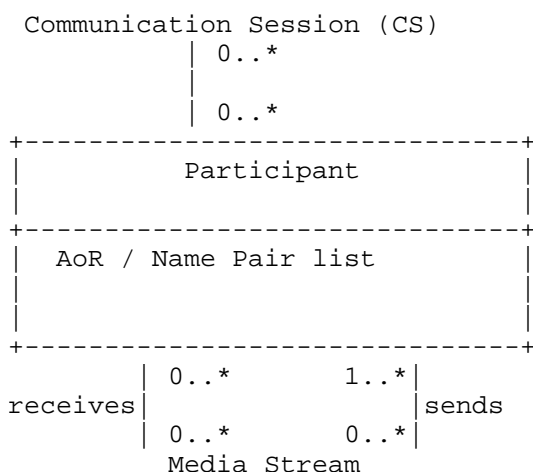 Communication Session (CS)
0..*
0..*
Participant
AoR / Name Pair list
0..* 1..*
receives sends
0..* 0..*
Media Stream